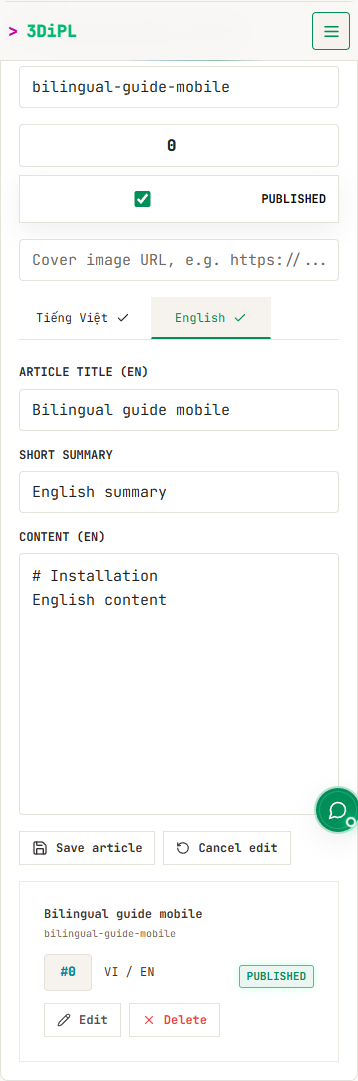 > 3DiPL
bilingual-guide-mobile
0
PUBLISHED
Cover image URL, e.g. https://...
Tiếng Việt
English
ARTICLE TITLE (EN)
Bilingual guide mobile
SHORT SUMMARY
English summary
CONTENT (EN)
# Installation
English content
Save article
Cancel edit
Bilingual guide mobile
bilingual-guide-mobile
#0
VI / EN
PUBLISHED
Edit
Delete